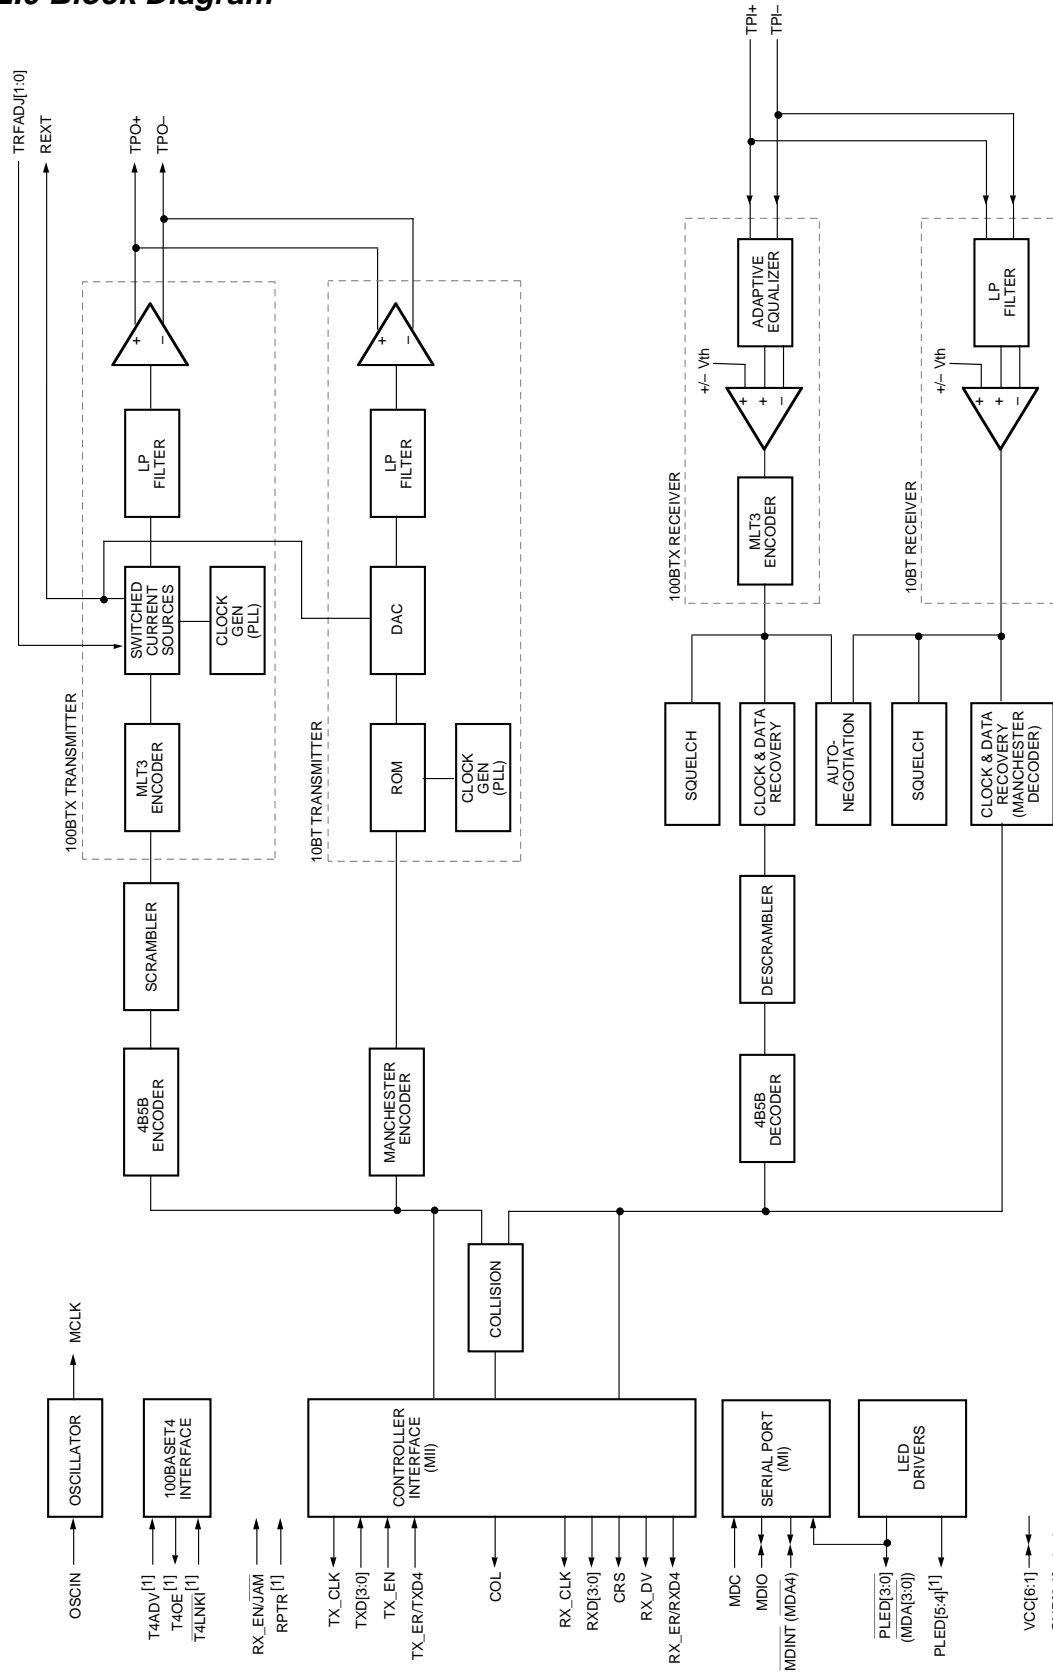 Block Diagram
TRFADJ[1:0]
REXT
TPO+
TPO–
TPI+
TPI–
100BTX TRANSMITTER
4B5B
ENCODER
SCRAMBLER
MLT3
ENCODER
SWITCHED
CURRENT
SOURCES
CLOCK
GEN
(PLL)
LP
FILTER
+
–
10BT TRANSMITTER
MANCHESTER
ENCODER
ROM
CLOCK
GEN
(PLL)
DAC
LP
FILTER
+
–
100BTX RECEIVER
ADAPTIVE
EQUALIZER
+/– Vth
+
+
–
MLT3
ENCODER
SQUELCH
CLOCK & DATA
RECOVERY
AUTO-
NEGOTIATION
DESCRAMBLER
4B5B
DECODER
10BT RECEIVER
LP
FILTER
+/– Vth
+
+
–
SQUELCH
CLOCK & DATA
RECOVERY
(MANCHESTER
DECODER)
COLLISION
OSCIN
OSCILLATOR
MCLK
T4ADV[1]
T4OE[1]
T4LNKI[1]
100BASET4
INTERFACE
RX_EN/JAM
RPTR[1]
TX_CLK
TXD[3:0]
TX_EN
TX_ER/TXD4
COL
RX_CLK
RXD[3:0]
CRS
RX_DV
RX_ER/RXD4
CONTROLLER
INTERFACE
(MII)
MDC
MDIO
MDINT (MDA4)
SERIAL PORT
(MI)
PLED[3:0]
(MDA[3:0])
PLED[5:4][1]
LED
DRIVERS
VCC[6:1]